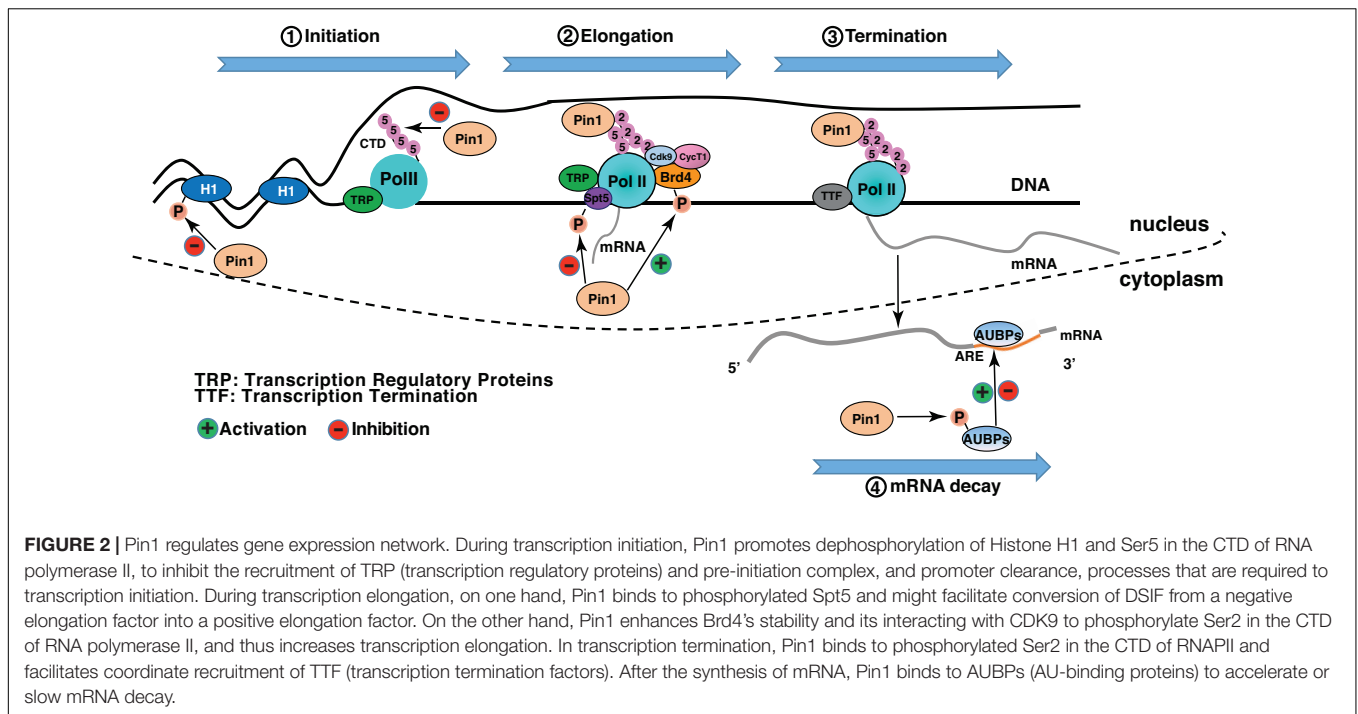 ①Initiation
②Elongation
③Termination
5
5
5
5
CTD
Pin1
PolII
TRP
H1
H1
P
Pin1
Pin1
2
2
5
2
2
5
2
Cdk9
CycT1
TRP
Pol II
Brd4
Spt5
P
P
mRNA
Pin1
Pin1
2
2
5
2
2
5
2
2
TTF
Pol II
DNA
nucleus
mRNA
cytoplasm
5’
ARE
AUBPs
mRNA
3’
Pin1
P
AUBPs
④mRNA decay
TRP: Transcription Regulatory Proteins
TTF: Transcription Termination
+ Activation − Inhibition
FIGURE 2 | Pin1 regulates gene expression network. During transcription initiation, Pin1 promotes dephosphorylation of Histone H1 and Ser5 in the CTD of RNA
polymerase II, to inhibit the recruitment of TRP (transcription regulatory proteins) and pre-initiation complex, and promoter clearance, processes that are required to
transcription initiation. During transcription elongation, on one hand, Pin1 binds to phosphorylated Spt5 and might facilitate conversion of DSIF from a negative
elongation factor into a positive elongation factor. On the other hand, Pin1 enhances Brd4’s stability and its interacting with CDK9 to phosphorylate Ser2 in the CTD
of RNA polymerase II, and thus increases transcription elongation. In transcription termination, Pin1 binds to phosphorylated Ser2 in the CTD of RNAPII and
facilitates coordinate recruitment of TTF (transcription termination factors). After the synthesis of mRNA, Pin1 binds to AUBPs (AU-binding proteins) to accelerate or
slow mRNA decay.